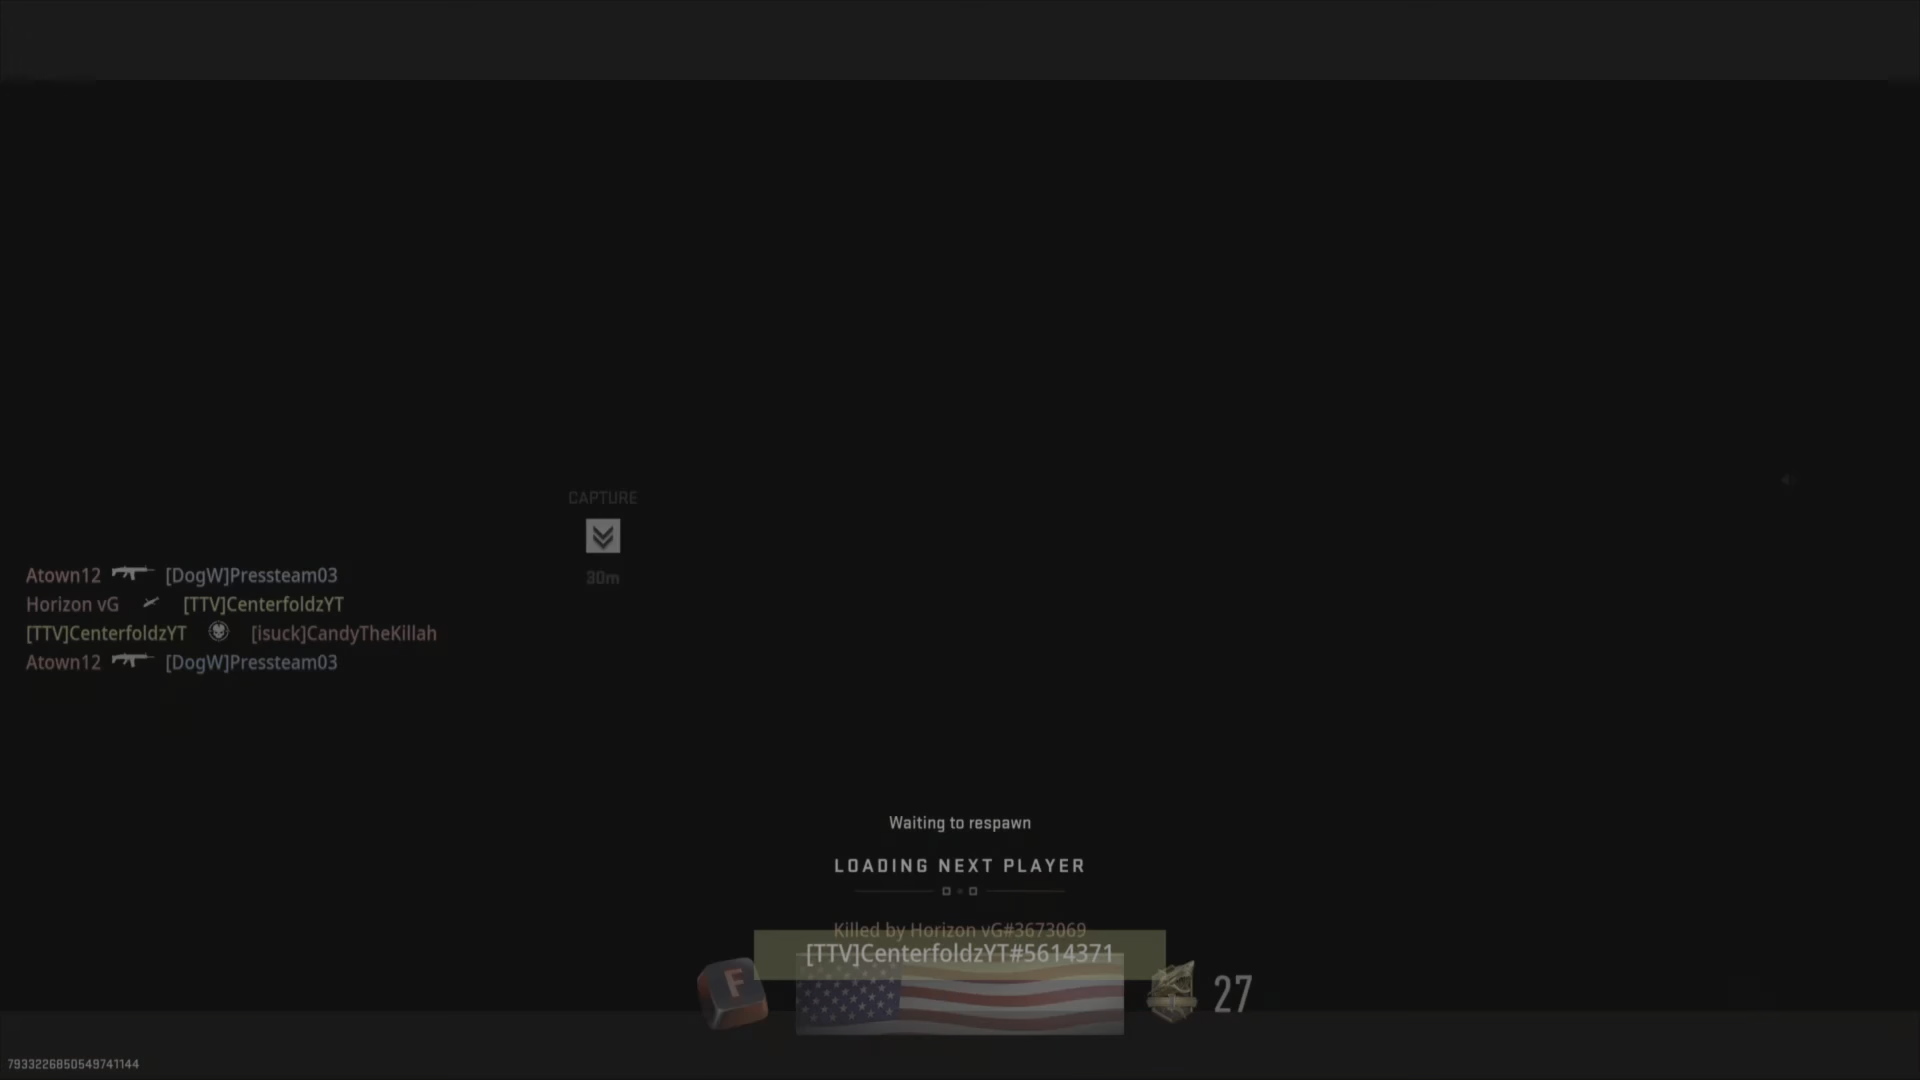 CAPTURE
30m
Atown12 [DogW]Pressteam03
Horizon vG [TTV]CenterfoldzYT
[TTV]CenterfoldzYT [isuck]CandyTheKillah
Atown12 [DogW]Pressteam03
Waiting to respawn
LOADING NEXT PLAYER
Killed by Horizon vG#3673069
[TTV]CenterfoldzYT#5614371
F
27
7933226850549741144